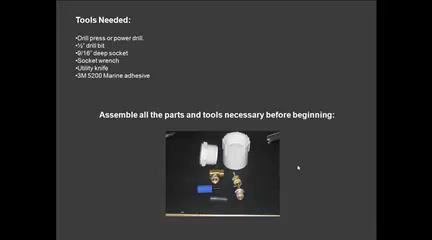 Tools Needed:
•Drill press or power drill.
•½" drill bit
•9/16" deep socket
•Socket wrench
•Utility knife
•3M 5200 Marine adhesive
Assemble all the parts and tools necessary before beginning: